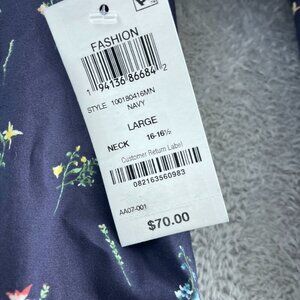 FASHION
1 94136 86684 2
STYLE 100180416MN
NAVY
LARGE
NECK 16-16½
Customer Return Label
082163560983
AA07-001
$70.00